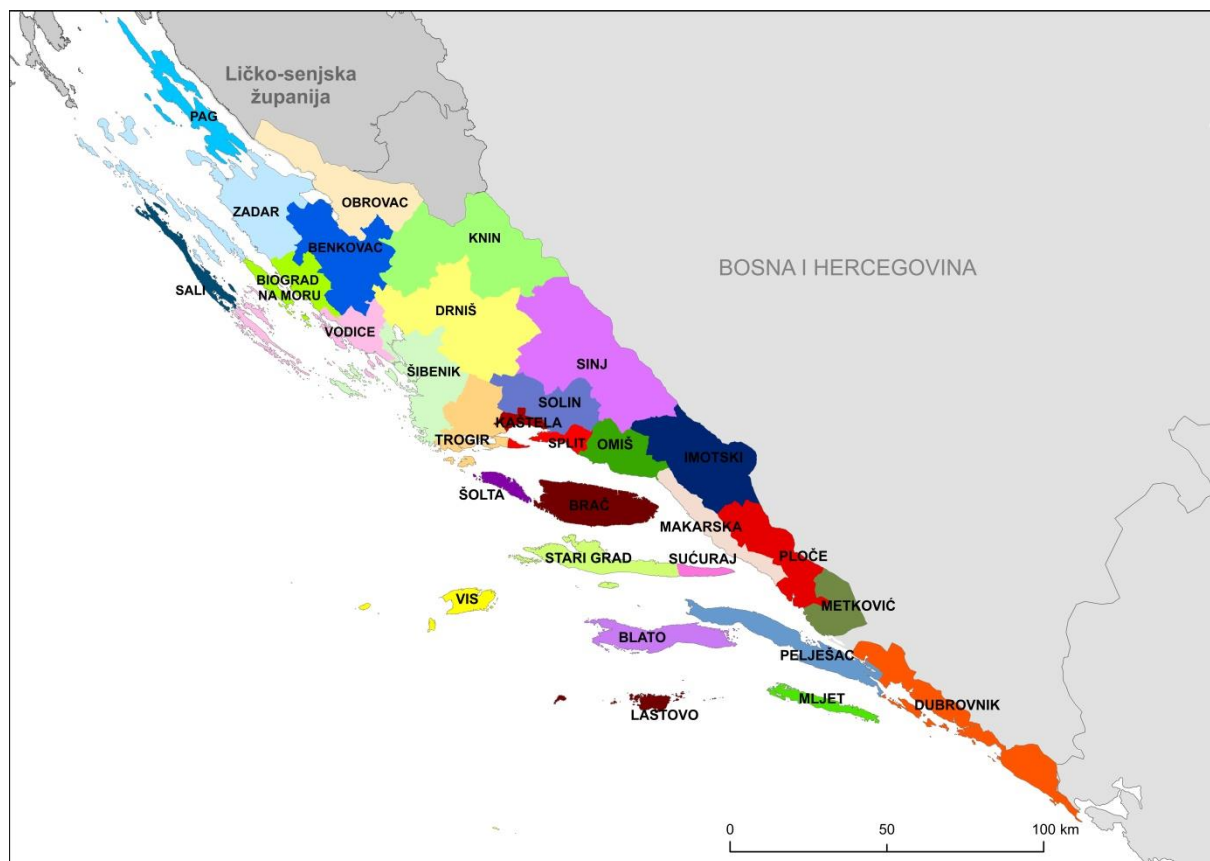 Ličko-senjska
županija
PAG
OBROVAC
ZADAR
KNIN
BENKOVAC
BOSNA I HERCEGOVINA
BIOGRAD
NA MORU
SALI
DRNIŠ
VODICE
SINJ
ŠIBENIK
SOLIN
KAŠTELA
TROGIR
SPLIT
OMIŠ
IMOTSKI
ŠOLTA
BRAČ
MAKARSKA
STARI GRAD
SUĆURAJ
PLOČE
VIS
METKOVIĆ
BLATO
PELJEŠAC
MLJET
DUBROVNIK
LASTOVO
0 50 100 km